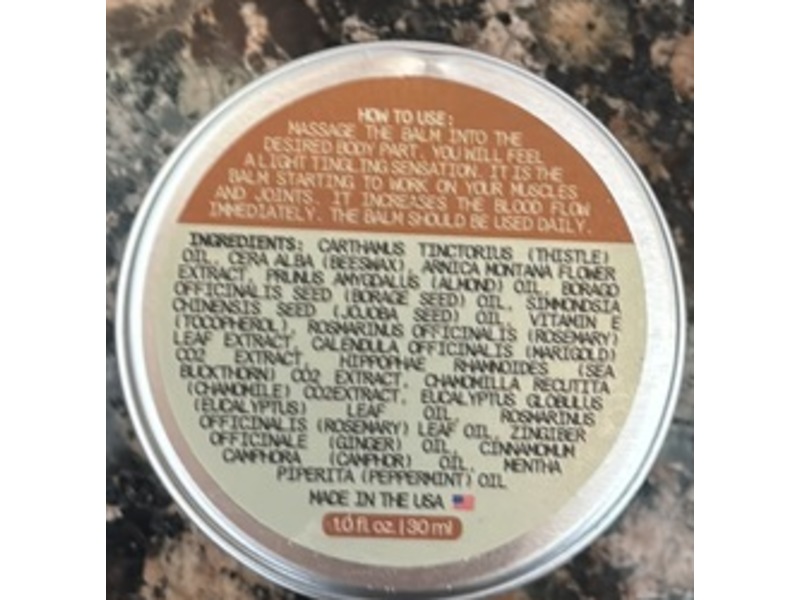 HOW TO USE:
MASSAGE THE BALM INTO THE
DESIRED BODY PART. YOU WILL FEEL
A LIGHT TINGLING SENSATION. IT IS THE
BALM STARTING TO WORK ON YOUR MUSCLES
AND JOINTS. IT INCREASES THE BLOOD FLOW
IMMEDIATELY. THE BALM SHOULD BE USED DAILY.
INGREDIENTS: CARTHAMUS TINCTORIUS (THISTLE)
OIL, CERA ALBA (BEESWAX), ARNICA MONTANA FLOWER
EXTRACT, PRUNUS AMYGDALUS (ALMOND) OIL, BORAGO
OFFICINALIS SEED (BORAGE SEED) OIL, SIMMONDSIA
CHINENSIS SEED (JOJOBA SEED) OIL, VITAMIN E
(TOCOPHEROL), ROSMARINUS OFFICINALIS (ROSEMARY)
LEAF EXTRACT, CALENDULA OFFICINALIS (MARIGOLD)
CO2 EXTRACT, HIPPOPHAE RHAMNOIDES (SEA
BUCKTHORN) CO2 EXTRACT, CHAMOMILLA RECUTITA
(CHAMOMILE) CO2EXTRACT, EUCALYPTUS GLOBULUS
(EUCALYPTUS) LEAF OIL, ROSMARINUS
OFFICINALIS (ROSEMARY) LEAF OIL, ZINGIBER
OFFICINALE (GINGER) OIL, CINNAMOMUM
CAMPHORA (CAMPHOR) OIL, MENTHA
PIPERITA (PEPPERMINT) OIL
MADE IN THE USA
1.0 fl. oz. | 30 ml